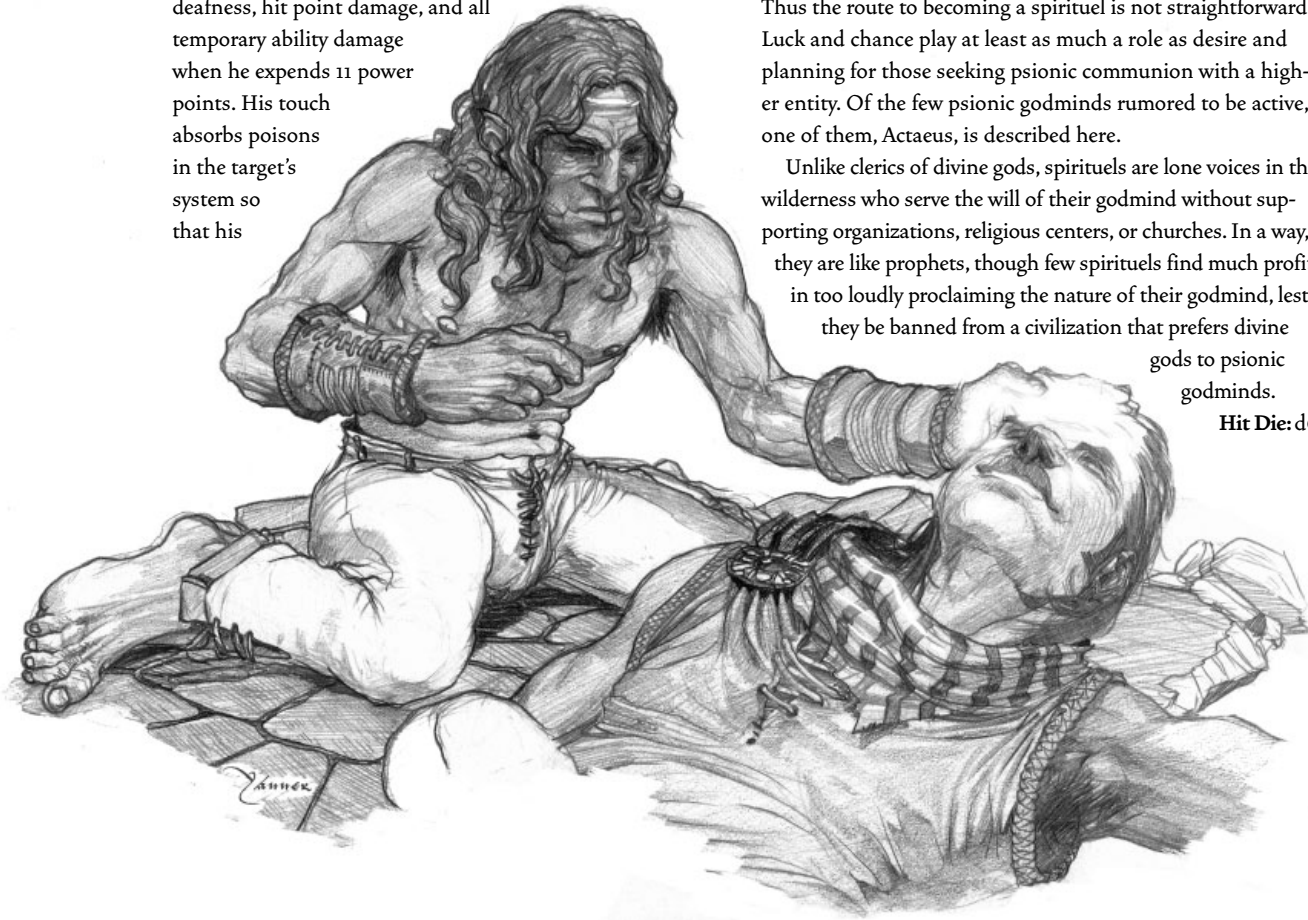 deafness, hit point damage, and all
temporary ability damage
when he expends 11 power
points. His touch
absorbs poisons
in the target’s
system so
that his
Thus the route to becoming a spirituel is not straightforward
Luck and chance play at least as much a role as desire and
planning for those seeking psionic communion with a high-
er entity. Of the few psionic godminds rumored to be active,
one of them, Actaeus, is described here.
Unlike clerics of divine gods, spirituels are lone voices in th
wilderness who serve the will of their godmind without sup-
porting organizations, religious centers, or churches. In a way,
they are like prophets, though few spirituels find much profi
in too loudly proclaiming the nature of their godmind, lest
they be banned from a civilization that prefers divine
gods to psionic
godminds.
Hit Die: